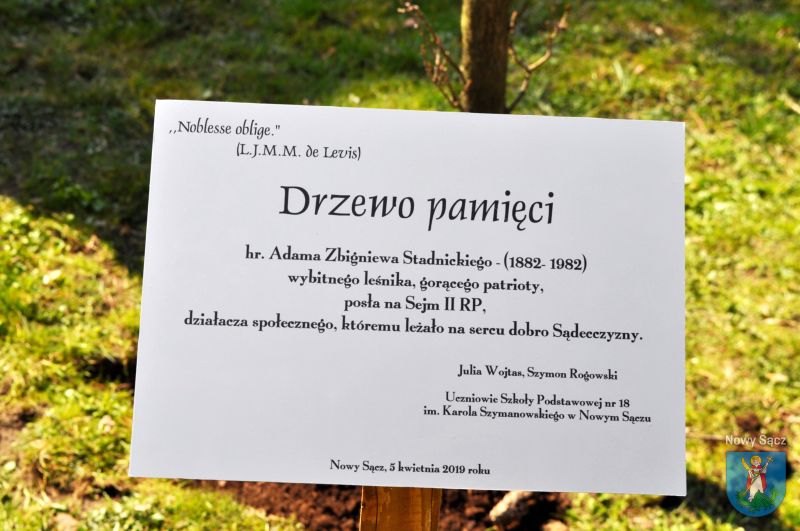 ,,Noblesse oblige."
(L.J.M.M. de Levis)
Drzewo pamięci
hr. Adama Zbigniewa Stadnickiego - (1882- 1982)
wybitnego leśnika, gorącego patrioty,
posła na Sejm II RP,
działacza społecznego, któremu leżało na sercu dobro Sądecczyzny.
Julia Wojtas, Szymon Rogowski
Uczniowie Szkoły Podstawowej nr 18
im. Karola Szymanowskiego w Nowym Sączu
Nowy Sącz, 5 kwietnia 2019 roku
Nowy Sącz